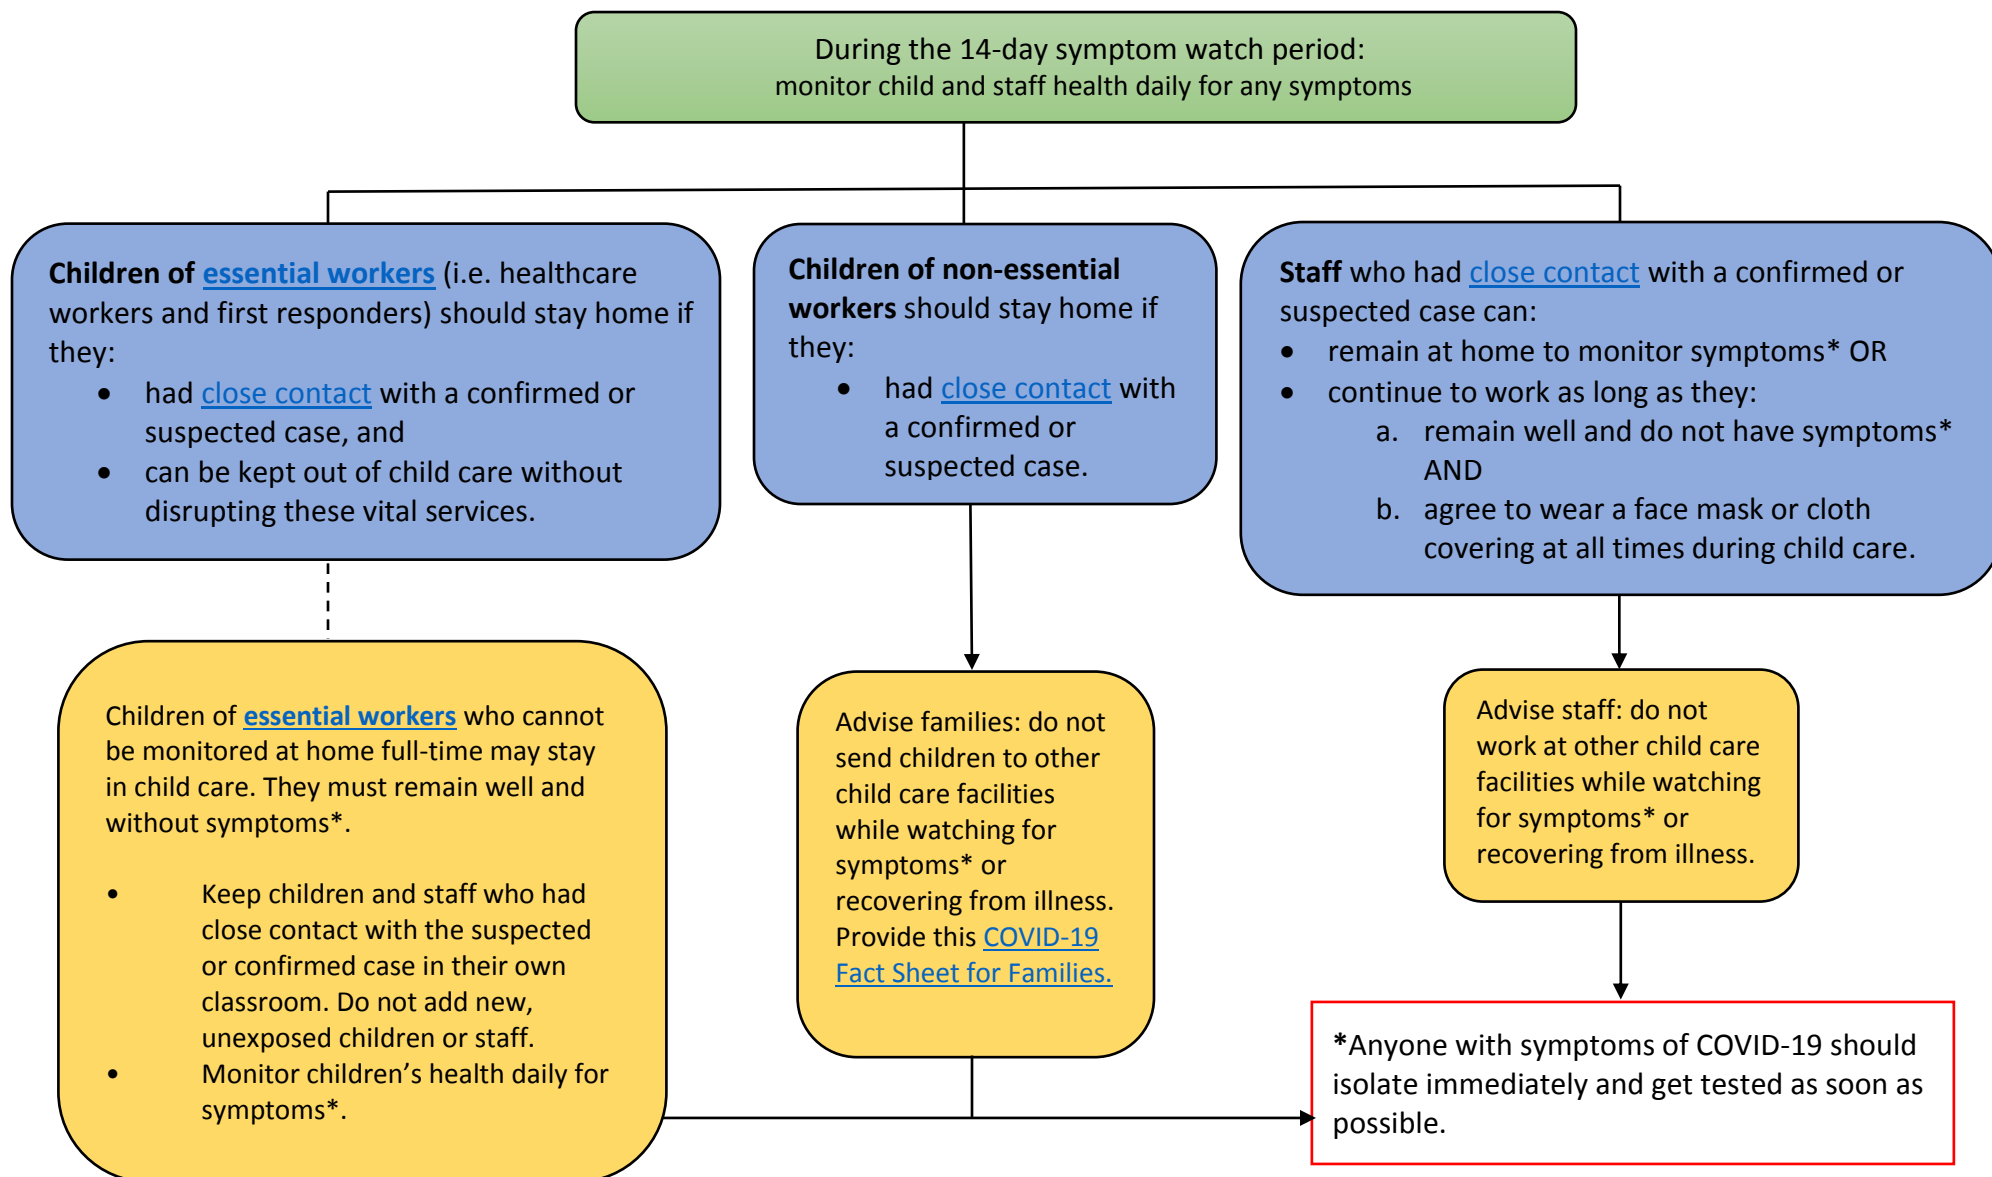 During the 14-day symptom watch period:
monitor child and staff health daily for any symptoms
Children of essential workers (i.e. healthcare
workers and first responders) should stay home if
they:
• had close contact with a confirmed or
suspected case, and
• can be kept out of child care without
disrupting these vital services.
Children of non-essential
workers should stay home if
they:
• had close contact with
a confirmed or
suspected case.
Staff who had close contact with a confirmed or
suspected case can:
• remain at home to monitor symptoms* OR
• continue to work as long as they:
a. remain well and do not have symptoms*
AND
b. agree to wear a face mask or cloth
covering at all times during child care.
Children of essential workers who cannot
be monitored at home full-time may stay
in child care. They must remain well and
without symptoms*.
• Keep children and staff who had
close contact with the suspected
or confirmed case in their own
classroom. Do not add new,
unexposed children or staff.
• Monitor children’s health daily for
symptoms*.
Advise families: do not
send children to other
child care facilities
while watching for
symptoms* or
recovering from illness.
Provide this COVID-19
Fact Sheet for Families.
Advise staff: do not
work at other child care
facilities while watching
for symptoms* or
recovering from illness.
*Anyone with symptoms of COVID-19 should
isolate immediately and get tested as soon as
possible.